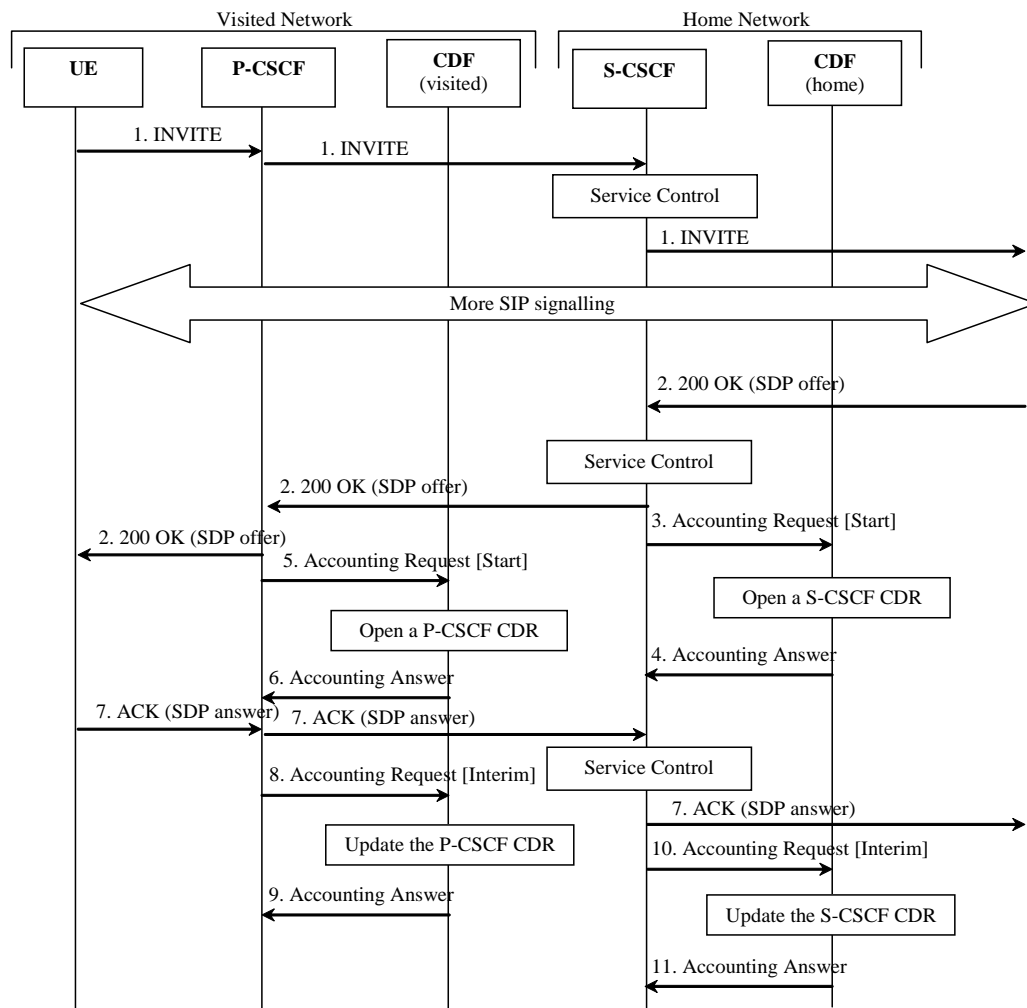 Visited Network
Home Network
UE
P-CSCF
CDF
(visited)
S-CSCF
CDF
(home)
1. INVITE
1. INVITE
Service Control
1. INVITE
More SIP signalling
2. 200 OK (SDP offer)
Service Control
2. 200 OK (SDP offer)
3. Accounting Request [Start]
2. 200 OK (SDP offer)
5. Accounting Request [Start]
Open a S-CSCF CDR
Open a P-CSCF CDR
4. Accounting Answer
6. Accounting Answer
7. ACK (SDP answer)
7. ACK (SDP answer)
Service Control
8. Accounting Request [Interim]
7. ACK (SDP answer)
Update the P-CSCF CDR
10. Accounting Request [Interim]
9. Accounting Answer
Update the S-CSCF CDR
11. Accounting Answer